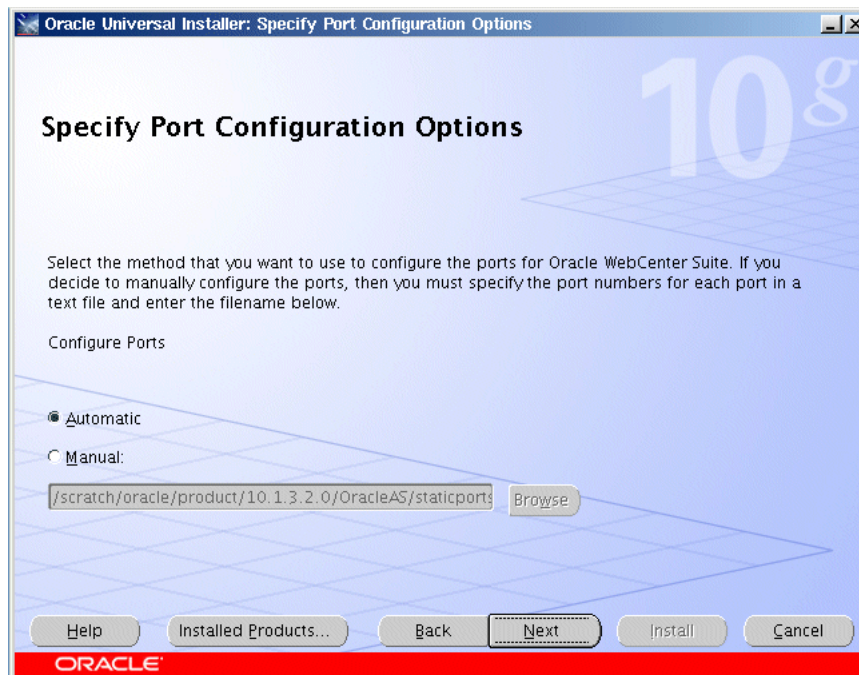 Oracle Universal Installer: Specify Port Configuration Options
10g
Specify Port Configuration Options
Select the method that you want to use to configure the ports for Oracle WebCenter Suite. If you
decide to manually configure the ports, then you must specify the port numbers for each port in a
text file and enter the filename below.
Configure Ports
Automatic
Manual:
/scratch/oracle/product/10.1.3.2.0/OracleAS/staticports
Browse
Help
Installed Products...
Back
Next
Install
Cancel
ORACLE